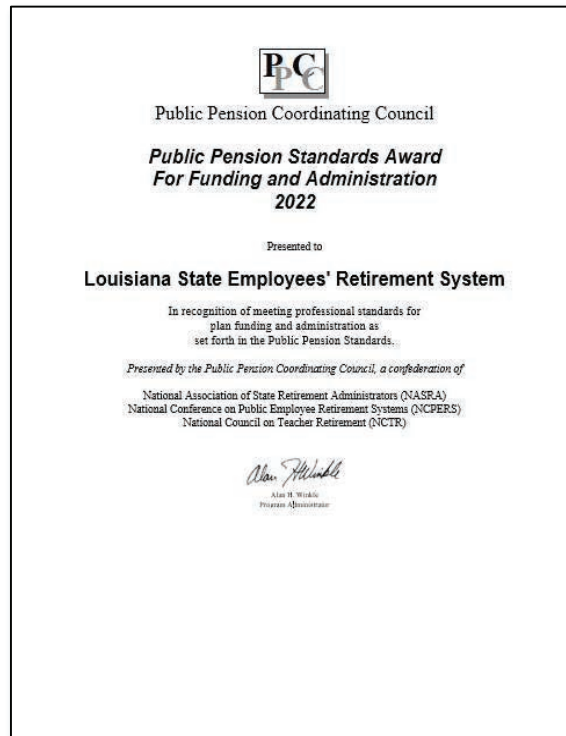 PPCC
Public Pension Coordinating Council
Public Pension Standards Award
For Funding and Administration
2022
Presented to
Louisiana State Employees' Retirement System
In recognition of meeting professional standards for
plan funding and administration as
set forth in the Public Pension Standards.
Presented by the Public Pension Coordinating Council, a confederation of
National Association of State Retirement Administrators (NASRA)
National Conference on Public Employee Retirement Systems (NCPERS)
National Council on Teacher Retirement (NCTR)
Alan H Winkle
Alan H. Winkle
Program Administrator